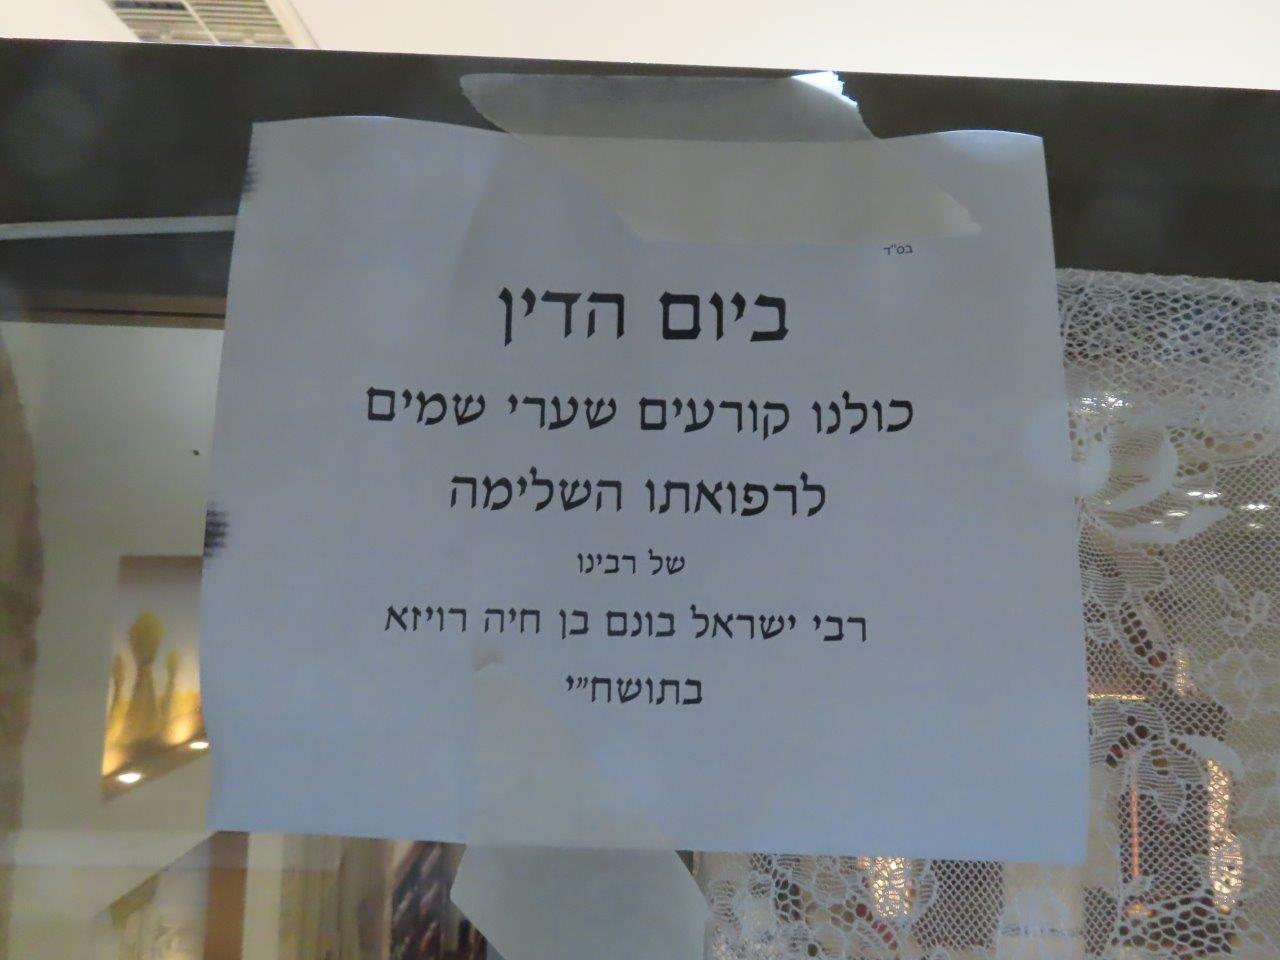 בס"ד
ביום הדין
כולנו קורעים שערי שמים
לרפואתו השלימה
של רבינו
רבי ישראל בונם בן חיה רויזא
בתושח"י